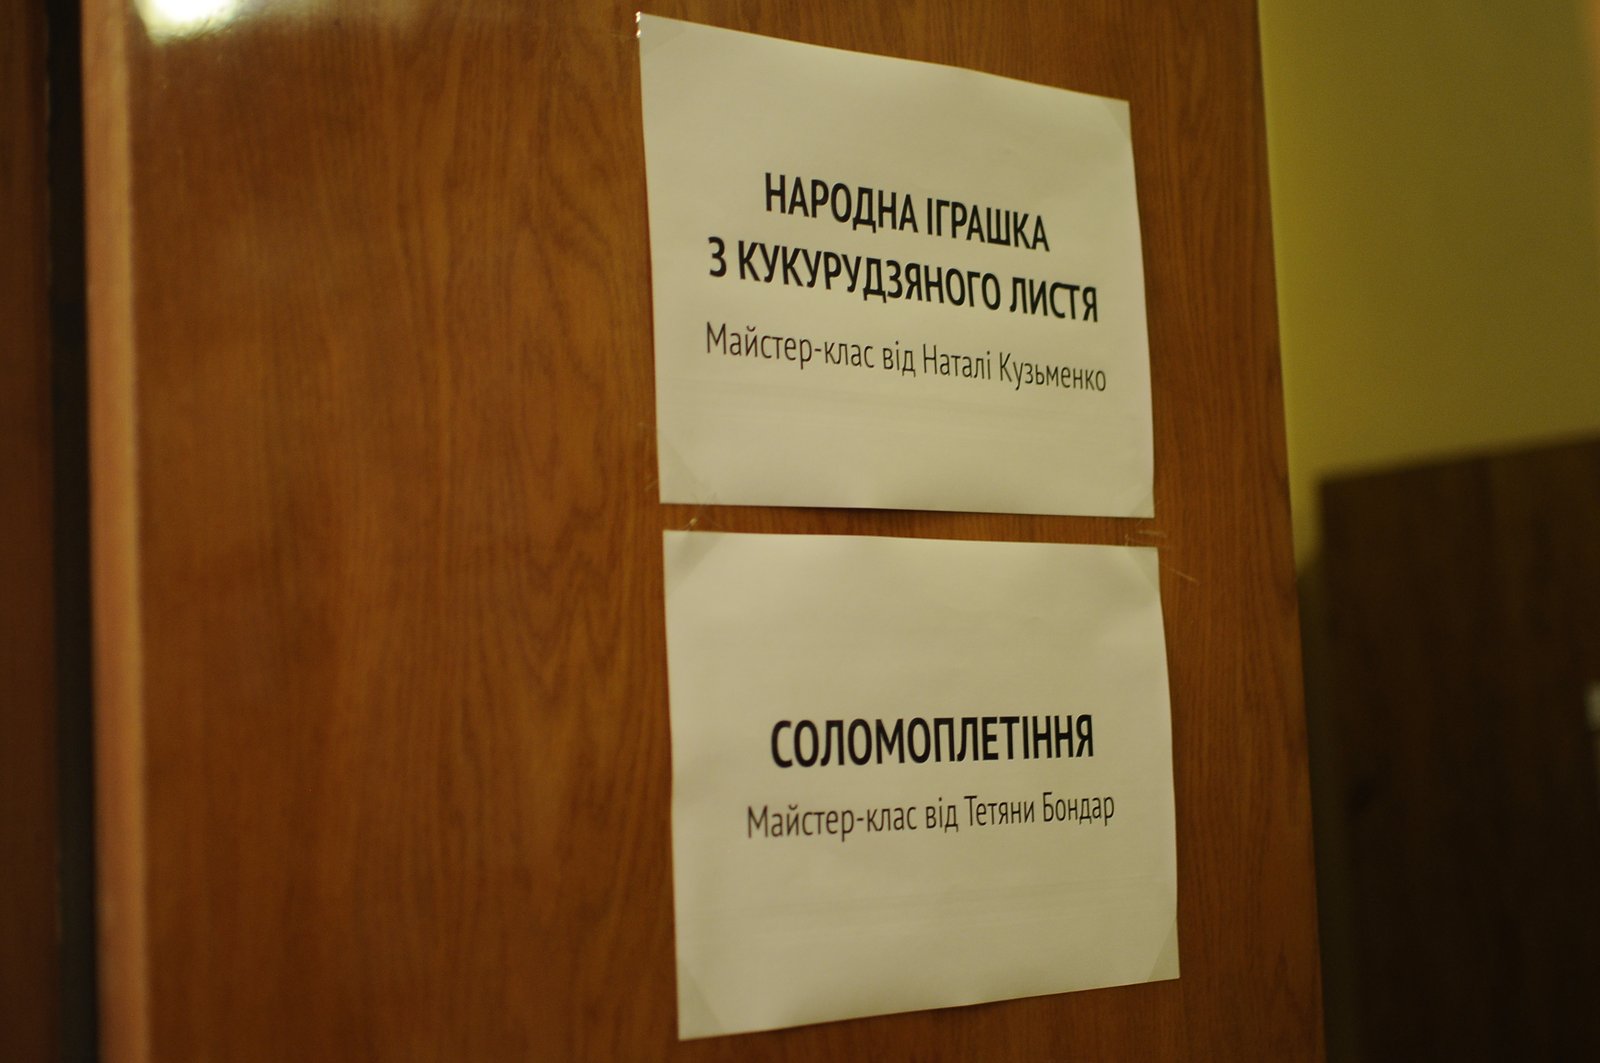 НАРОДНА ІГРАШКА
З КУКУРУДЗЯНОГО ЛИСТЯ
Майстер-клас від Наталі Кузьменко
СОЛОМОПЛЕТІННЯ
Майстер-клас від Тетяни Бондар